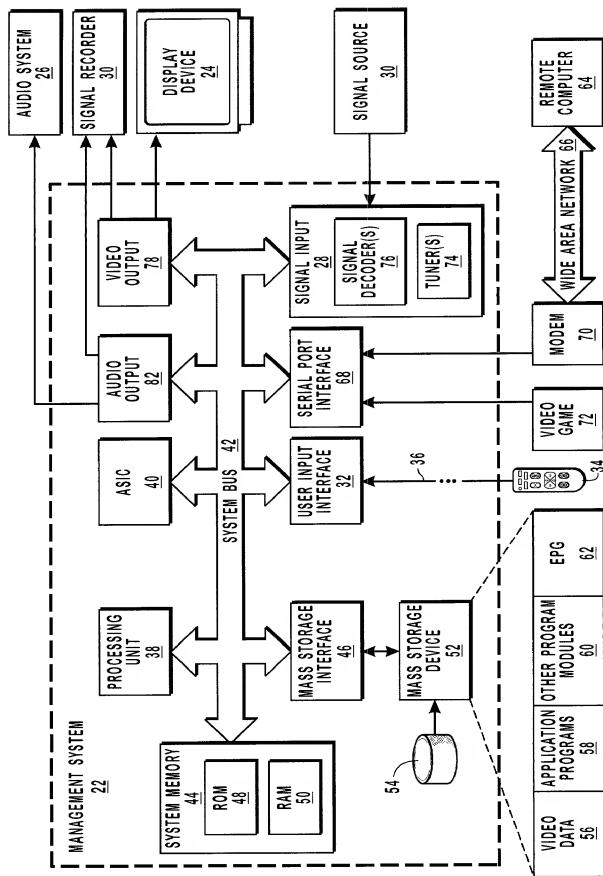 MANAGEMENT SYSTEM
22
SYSTEM MEMORY
44
ROM
48
RAM
50
PROCESSING
UNIT
38
ASIC
40
AUDIO
OUTPUT
82
VIDEO
OUTPUT
78
AUDIO SYSTEM
26
SIGNAL RECORDER
30
DISPLAY
DEVICE
24
SYSTEM BUS
42
MASS STORAGE
INTERFACE
46
USER INPUT
INTERFACE
32
SERIAL PORT
INTERFACE
68
SIGNAL INPUT
28
SIGNAL
DECODER(S)
76
TUNER(S)
74
SIGNAL SOURCE
30
54
MASS STORAGE
DEVICE
52
36
34
VIDEO
GAME
72
MODEM
70
WIDE AREA NETWORK
66
REMOTE
COMPUTER
64
VIDEO
DATA
56
APPLICATION
PROGRAMS
58
OTHER PROGRAM
MODULES
60
EPG
62